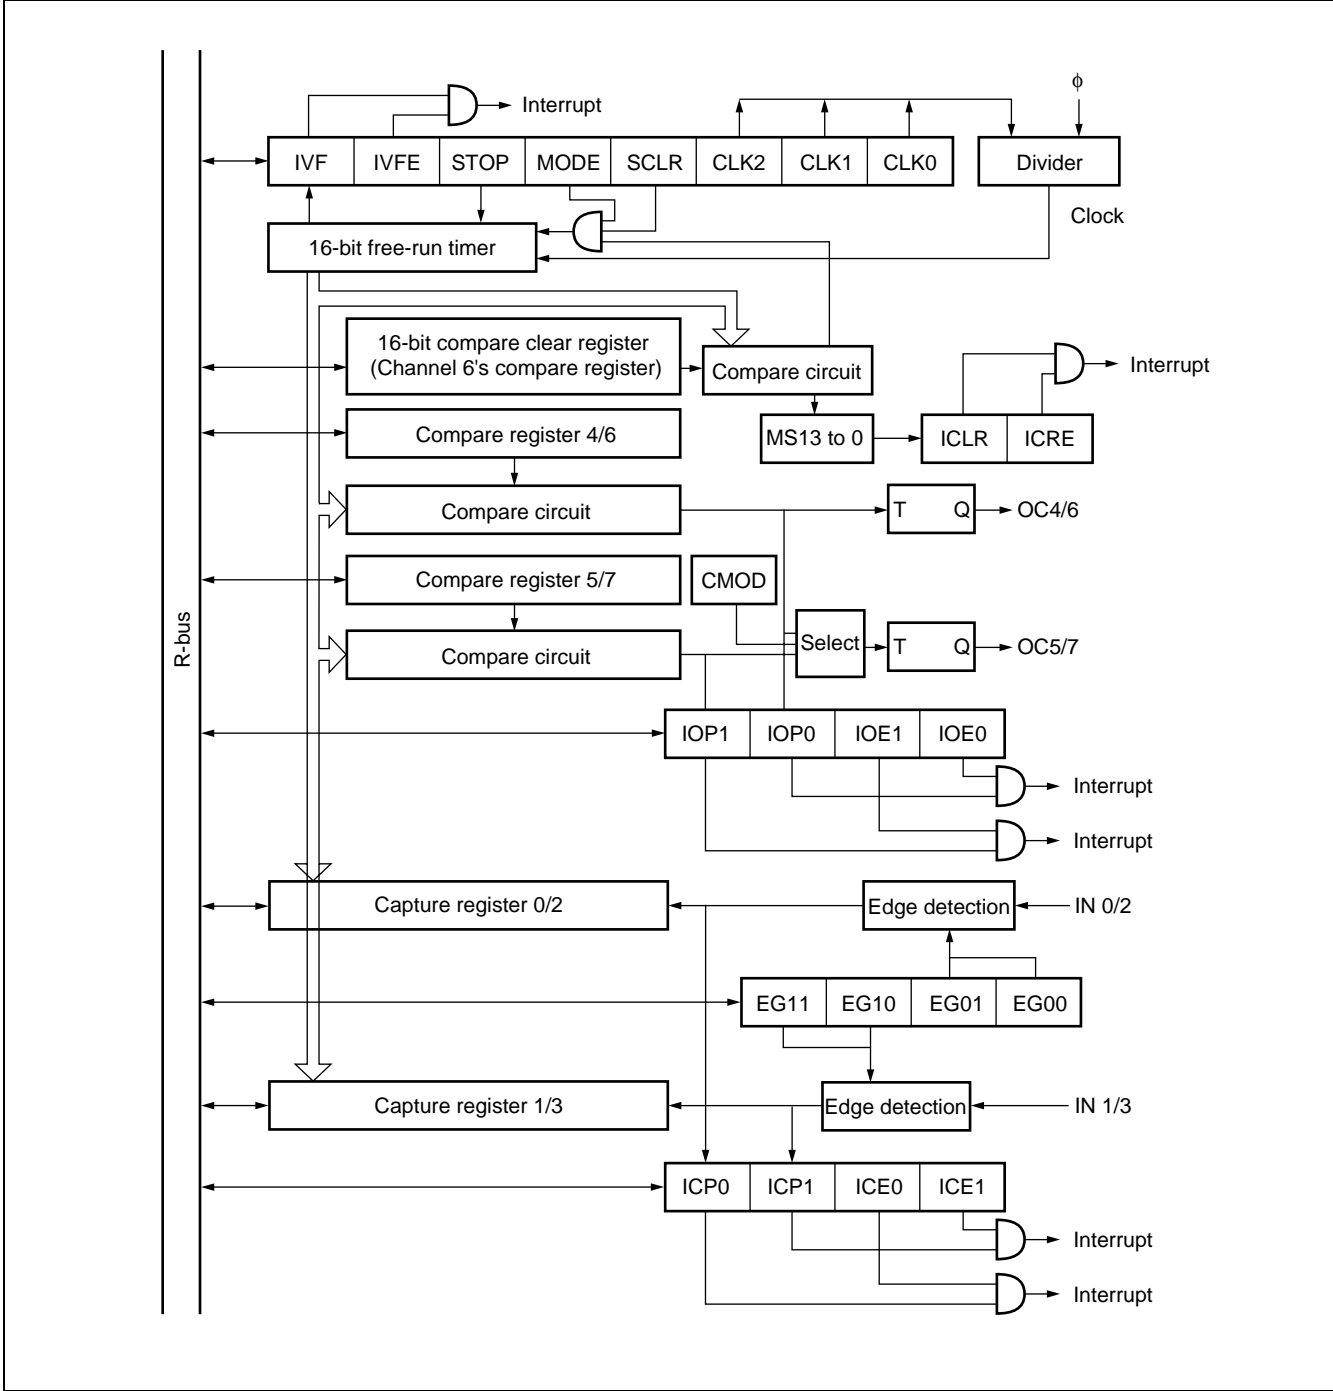 ϕ
Interrupt
IVF IVFE STOP MODE SCLR CLK2 CLK1 CLK0 Divider
Clock
16-bit free-run timer
16-bit compare clear register
(Channel 6's compare register)
Compare circuit
Interrupt
Compare register 4/6
MS13 to 0
ICLR ICRE
Compare circuit
T Q OC4/6
Compare register 5/7
CMOD
R-bus
Compare circuit
Select
T Q OC5/7
IOP1 IOP0 IOE1 IOE0
Interrupt
Interrupt
Capture register 0/2
Edge detection
IN 0/2
EG11 EG10 EG01 EG00
Capture register 1/3
Edge detection
IN 1/3
ICP0 ICP1 ICE0 ICE1
Interrupt
Interrupt